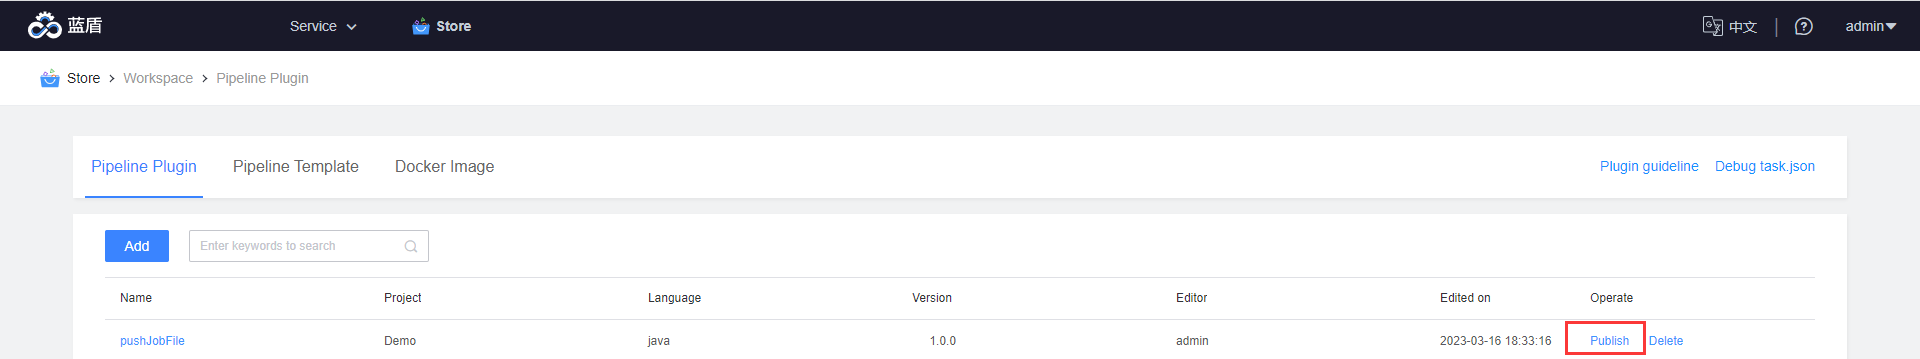 蓝盾 Service Store 中文 admin
Store > Workspace > Pipeline Plugin
Pipeline Plugin Pipeline Template Docker Image Plugin guideline Debug task.json
Add Enter keywords to search
Name Project Language Version Editor Edited on Operate
pushJobFile Demo java 1.0.0 admin 2023-03-16 18:33:16 Publish Delete